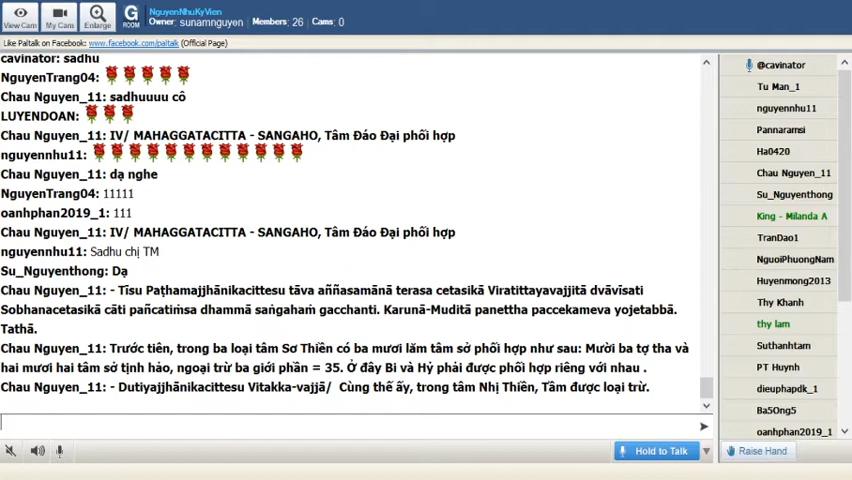 View Cam
My Cam
Enlarge
G
ROOM
NguyenNhuKyVien
Owner: sunamnguyen Members: 26 Cams: 0
Like Paltalk on Facebook: www.facebook.com/paltalk (Official Page)
cavinator: sadhu
NguyenTrang04:
Chau Nguyen_11: sadhuuuu cô
LUYENDOAN:
Chau Nguyen_11: IV/ MAHAGGATACITTA - SANGAHO, Tâm Đáo Đại phối hợp
nguyennhu11:
Chau Nguyen_11: dạ nghe
NguyenTrang04: 11111
oanhphan2019_1: 111
Chau Nguyen_11: IV/ MAHAGGATACITTA - SANGAHO, Tâm Đáo Đại phối hợp
nguyennhu11: Sadhu chị TM
Su_Nguyenthong: Dạ
Chau Nguyen_11: - Tīsu Paṭhamajjhānikacittesu tāva aññasamānā terasa cetasikā Viratittayavajjitā dvāvīsati
Sobhanacetasikā cāti pañcatiṁsa dhammā saṅgahaṁ gacchanti. Karunā-Muditā panettha paccekameva yojetabbā.
Tathā.
Chau Nguyen_11: Trước tiên, trong ba loại tâm Sơ Thiền có ba mươi lăm tâm sở phối hợp như sau: Mười ba tợ tha và
hai mươi hai tâm sở tịnh hảo, ngoại trừ ba giới phần = 35. Ở đây Bi và Hỷ phải được phối hợp riêng với nhau .
Chau Nguyen_11: - Dutiyajjhānikacittesu Vitakka-vajjā/ Cùng thế ấy, trong tâm Nhị Thiền, Tầm được loại trừ.
Hold to Talk
@cavinator
Tu Man_1
nguyennhu11
Pannaramsi
Ha0420
Chau Nguyen_11
Su_Nguyenthong
King - Milanda A
TranDao1
NguoiPhuongNam
Huyenmong2013
Thy Khanh
thy lam
Suthanhtam
PT Huynh
dieuphapdk_1
Ba5Ong5
oanhphan2019_1
Raise Hand